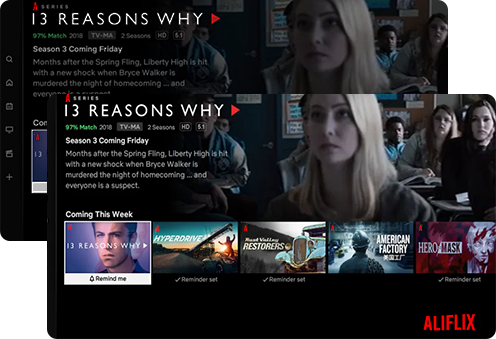 SERIES
13 REASONS WHY
97% Match 2018 TV-MA 2 Seasons HD 5.1
Season 3 Coming Friday
Months after the Spring Fling, Liberty High is hit
with a new shock when Bryce Walker is
murdered the night of homecoming ... and
everyone is a suspect.
SERIES
13 REASONS WHY
97% Match 2018 TV-MA 2 Seasons HD 5.1
Season 3 Coming Friday
Months after the Spring Fling, Liberty High is
hit with a new shock when Bryce Walker is
murdered the night of homecoming ... and
everyone is a suspect.
Coming This Week
13 REASONS WHY
Remind me
HYPERDRIVE
Reminder set
Rust Valley
RESTORERS
Reminder set
AMERICAN
FACTORY
美国工厂
Reminder set
HERO MASK
Reminder set
ALIFLIX